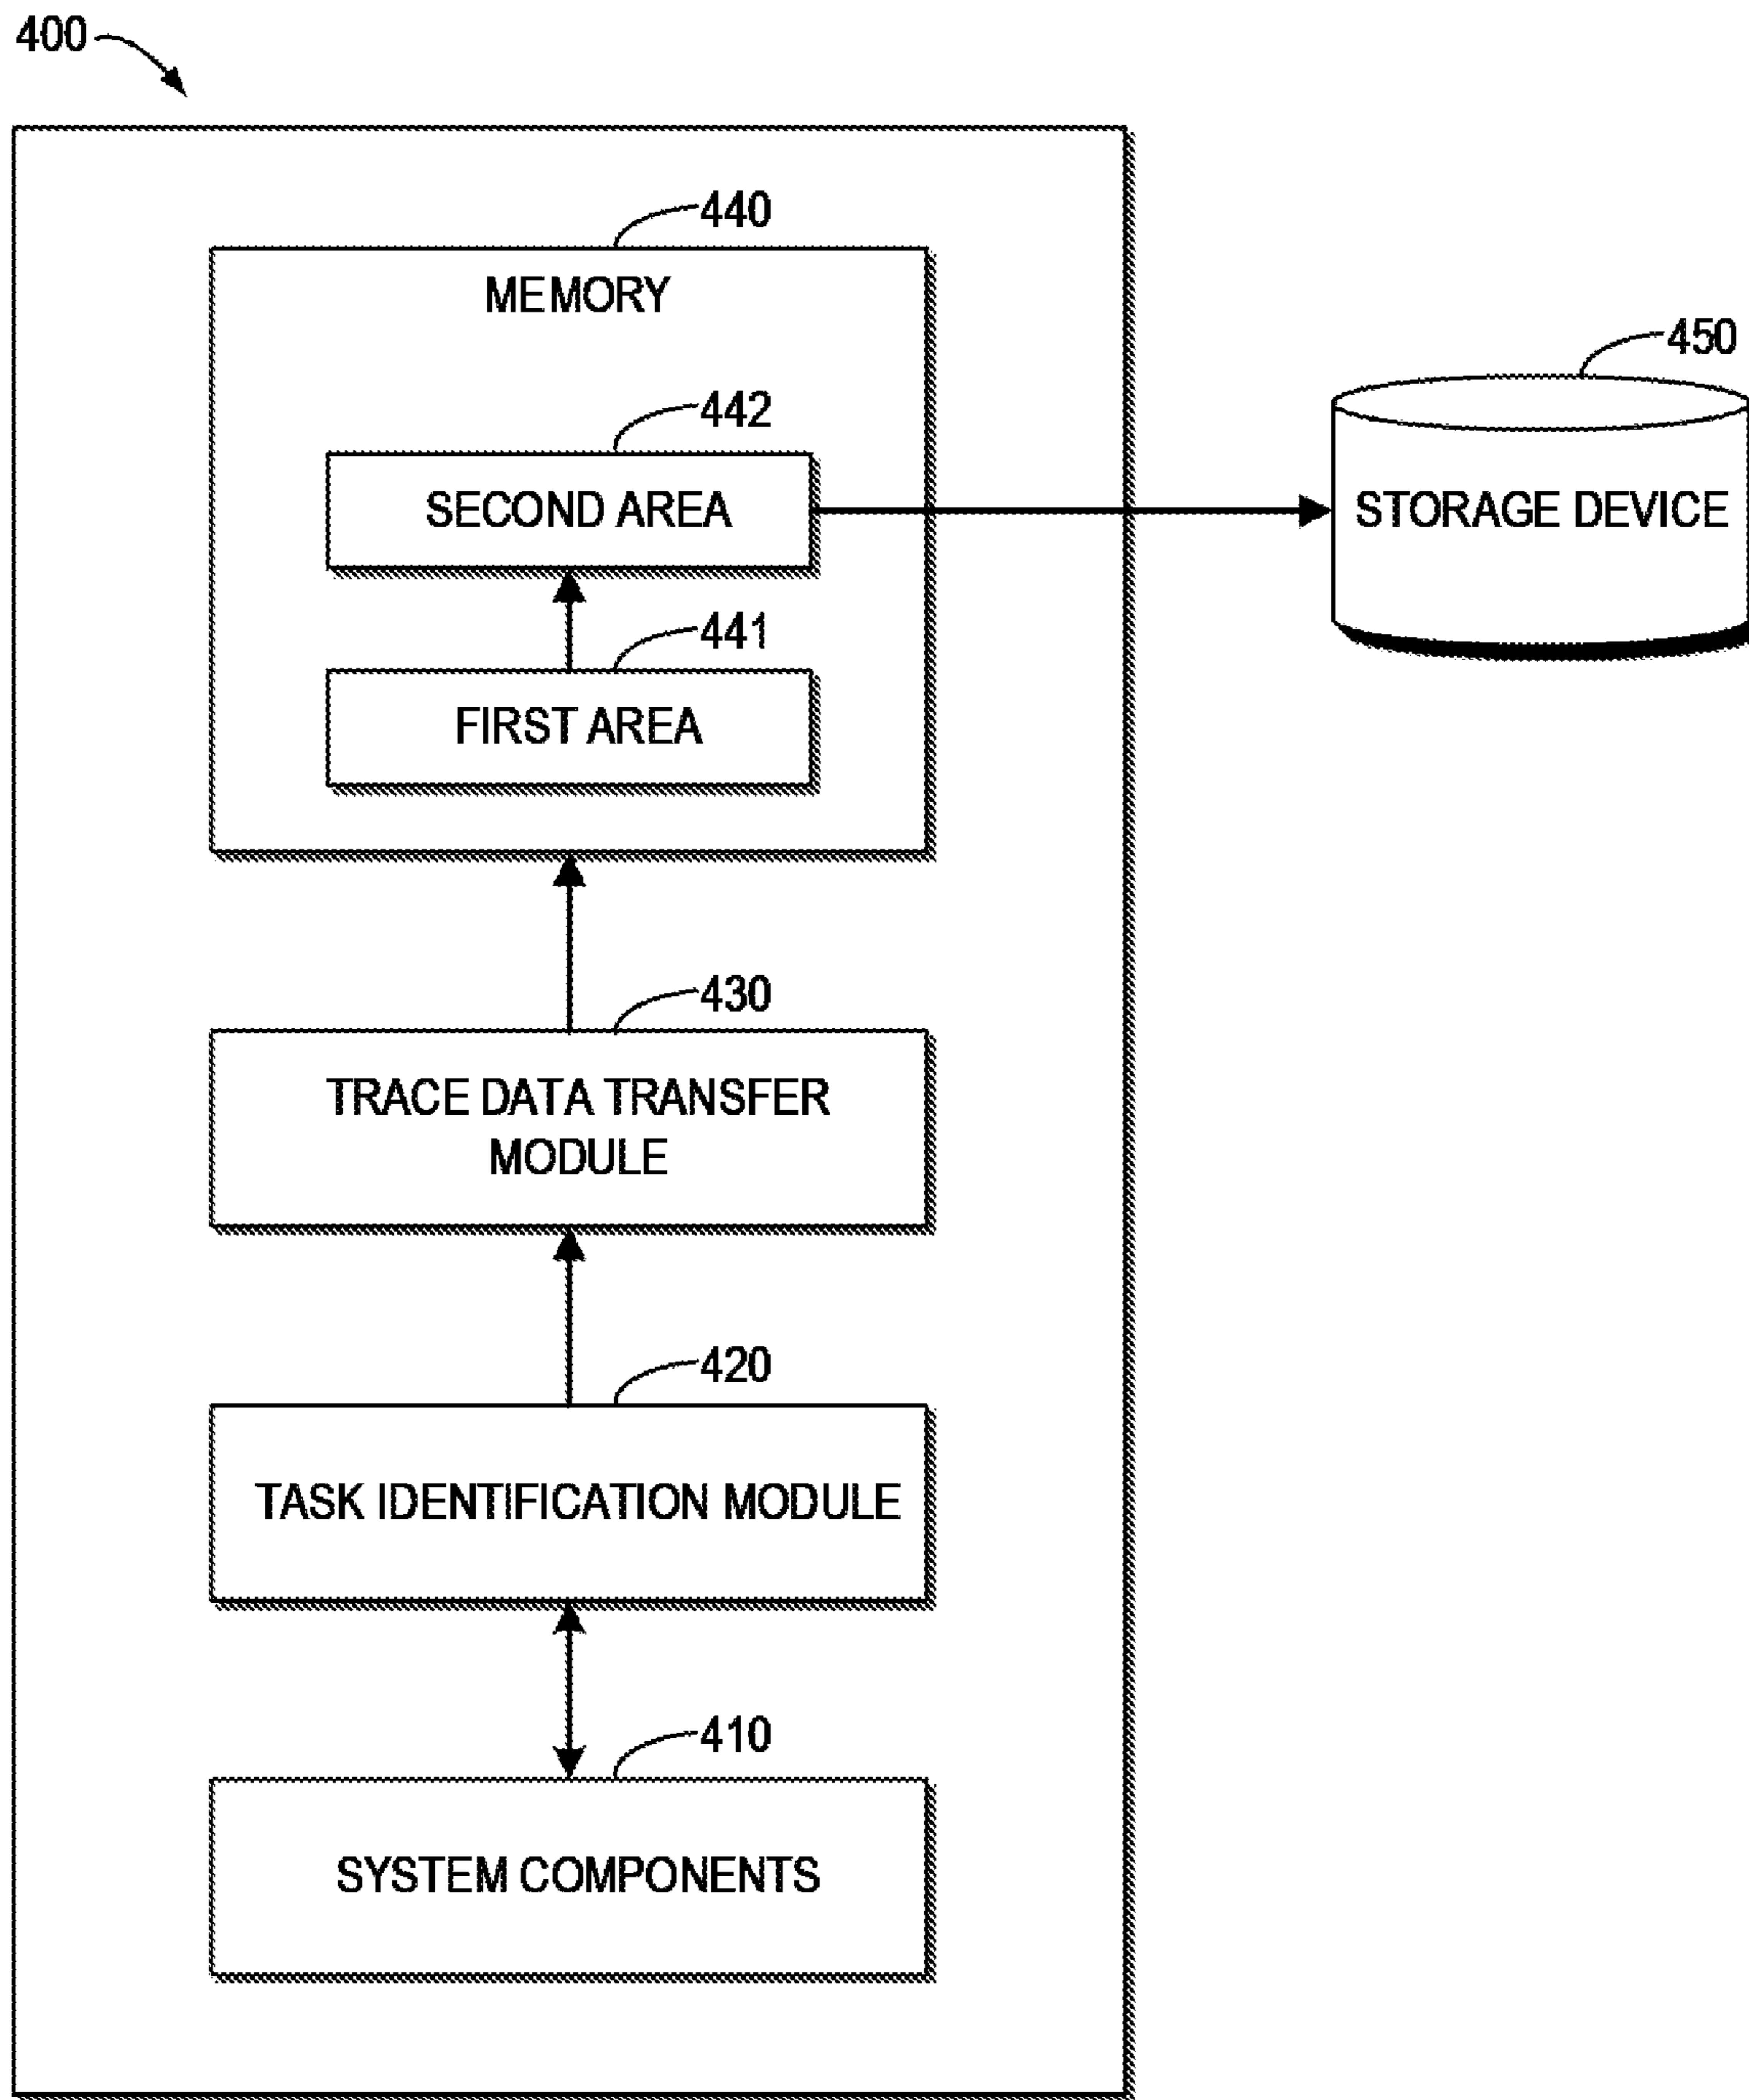 400
440
MEMORY
450
442
SECOND AREA
STORAGE DEVICE
441
FIRST AREA
430
TRACE DATA TRANSFER
MODULE
420
TASK IDENTIFICATION MODULE
410
SYSTEM COMPONENTS